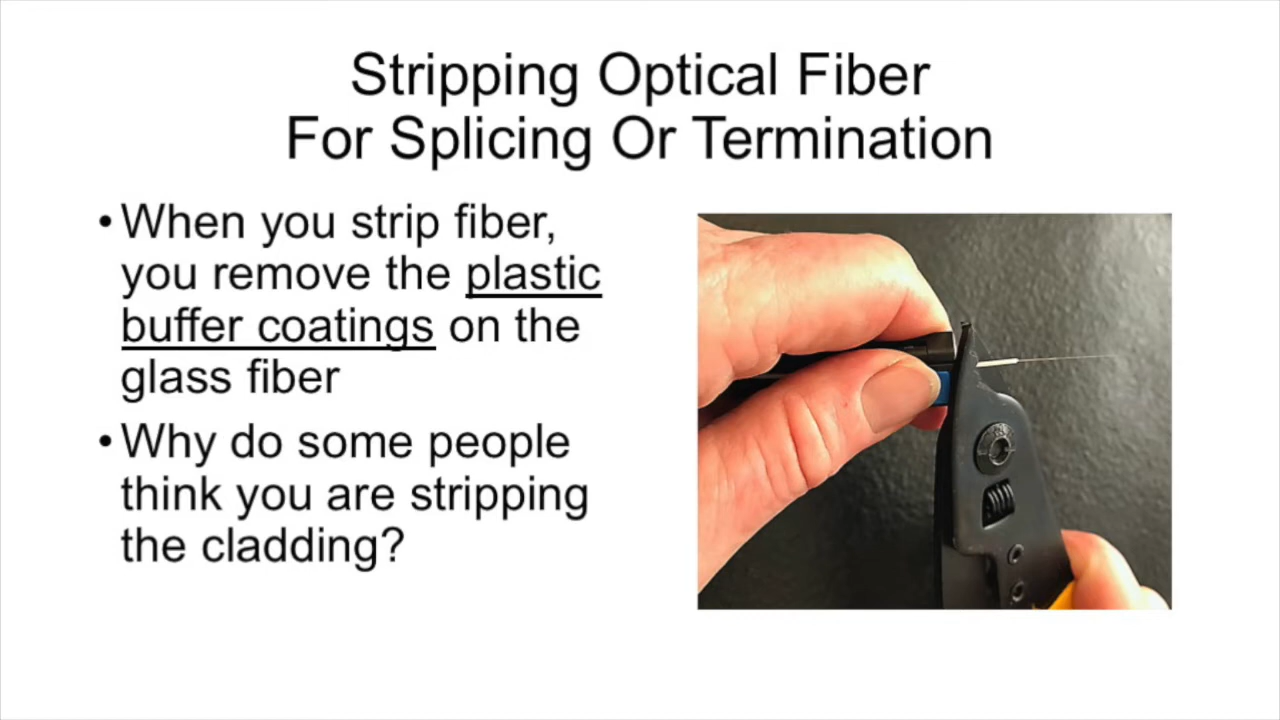 Stripping Optical Fiber
For Splicing Or Termination
• When you strip fiber,
you remove the plastic
buffer coatings on the
glass fiber
• Why do some people
think you are stripping
the cladding?